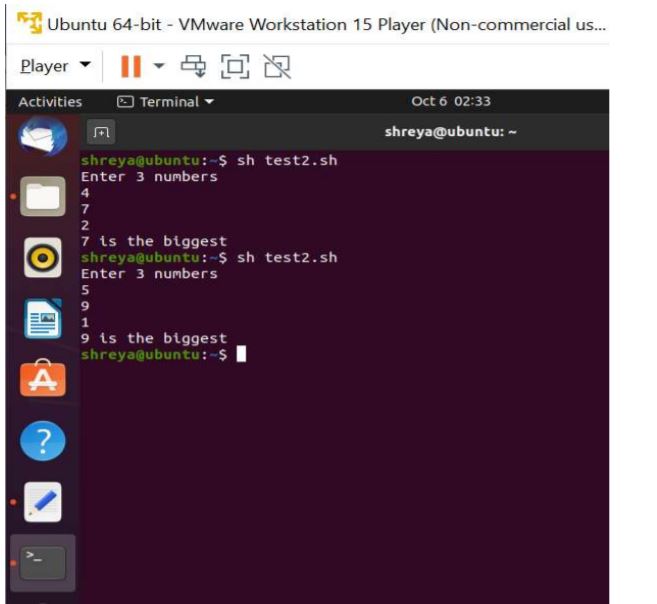 Ubuntu 64-bit - VMware Workstation 15 Player (Non-commercial us...
Player
Activities Terminal Oct 6 02:33
shreya@ubuntu: ~
shreya@ubuntu:~$ sh test2.sh
Enter 3 numbers
4
7
2
7 is the biggest
shreya@ubuntu:~$ sh test2.sh
Enter 3 numbers
5
9
1
9 is the biggest
shreya@ubuntu:~$